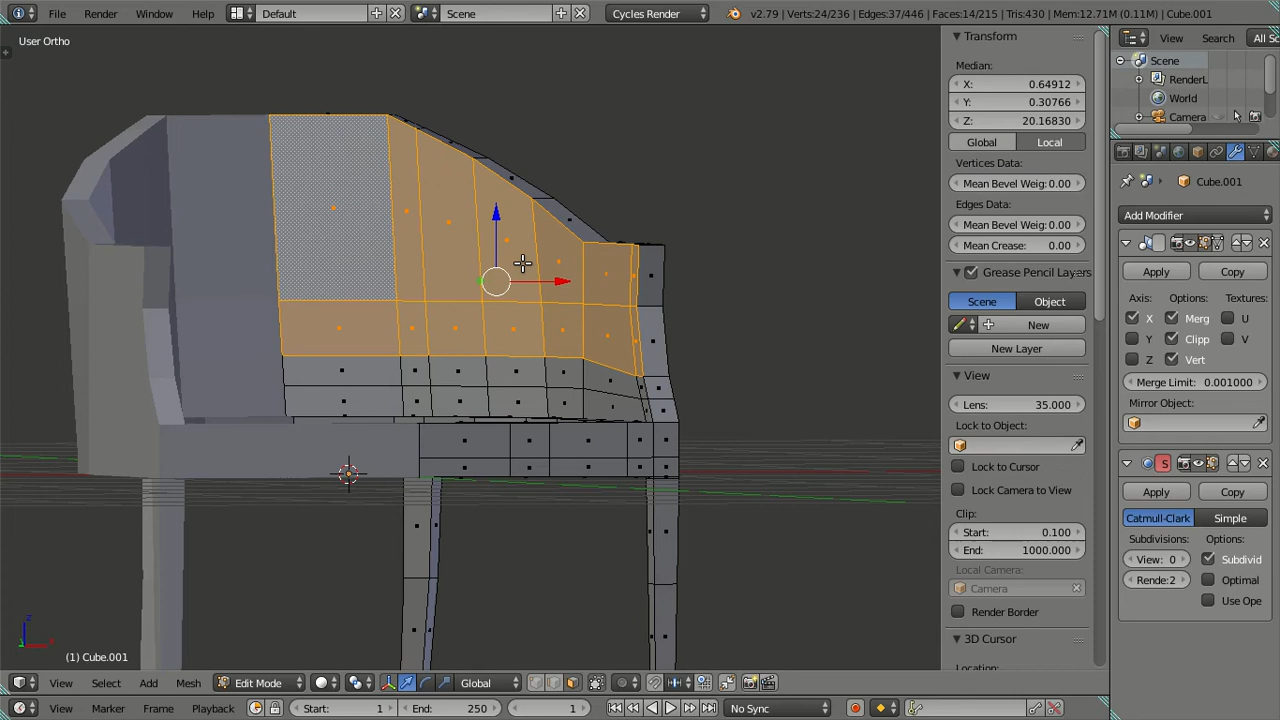 File Render Window Help Default Scene Cycles Render v2.79 | Verts:24/236 | Edges:37/446 | Faces:14/215 | Tris:430 | Mem:12.71M (0.11M) | Cube.001
User Ortho
Transform
Median:
X: 0.64912
Y: 0.30766
Z: 20.16830
Global Local
Vertices Data:
Mean Bevel Weig: 0.00
Edges Data:
Mean Bevel Weig: 0.00
Mean Crease: 0.00
Grease Pencil Layers
Scene Object
New
New Layer
View
Lens: 35.000
Lock to Object:
Lock to Cursor
Lock Camera to View
Clip:
Start: 0.100
End: 1000.000
Local Camera:
Camera
Render Border
3D Cursor
Location:
View Search All S
Scene
RenderL
World
Camera
Cube.001
Add Modifier
Apply Copy
Axis: Options: Textures:
X Merg U
Y Clipp V
Z Vert
Merge Limit: 0.001000
Mirror Object:
S
Apply Copy
Catmull-Clark Simple
Subdivisions: Options:
View: 0 Subdivid
Rende: 2 Optimal
Use Ope
z
x
(1) Cube.001
View Select Add Mesh Edit Mode Global
View Marker Frame Playback Start: 1 End: 250 1 No Sync